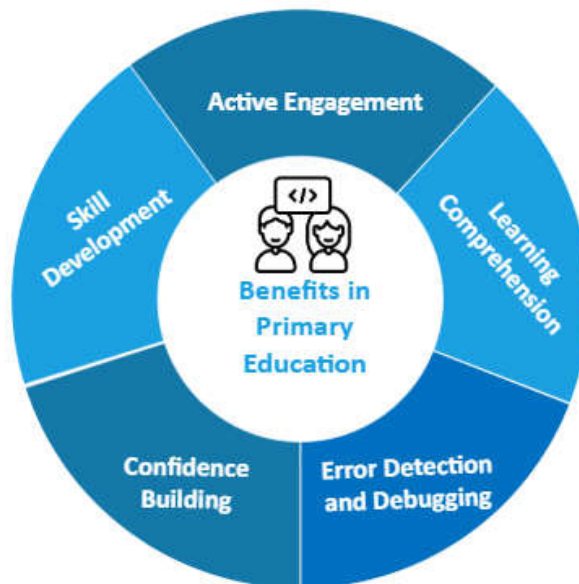 Active Engagement
Learning
Comprehension
Error Detection
and Debugging
Confidence
Building
Skill
Development
</>
Benefits in
Primary
Education